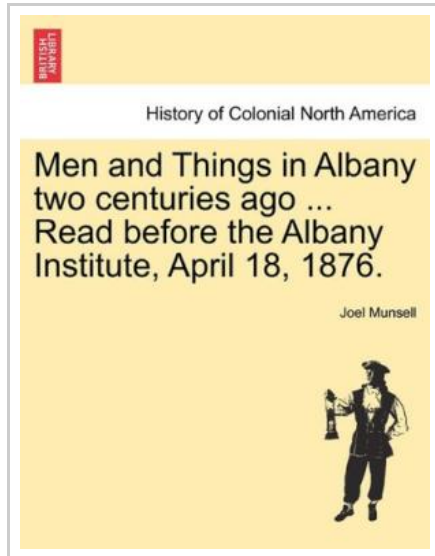 BRITISH
LIBRARY
History of Colonial North America
Men and Things in Albany
two centuries ago ...
Read before the Albany
Institute, April 18, 1876.
Joel Munsell